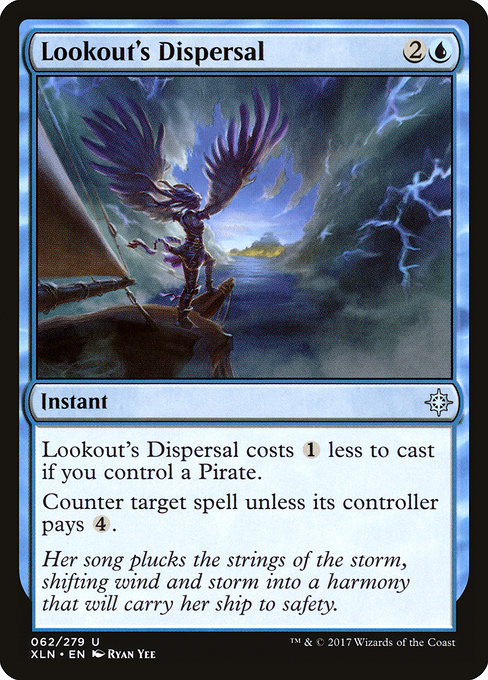 Lookout's Dispersal 2
Instant
Lookout's Dispersal costs 1 less to cast
if you control a Pirate.
Counter target spell unless its controller
pays 4.
Her song plucks the strings of the storm,
shifting wind and storm into a harmony
that will carry her ship to safety.
062/279 U
XLN • EN Ryan Yee
™ & © 2017 Wizards of the Coast